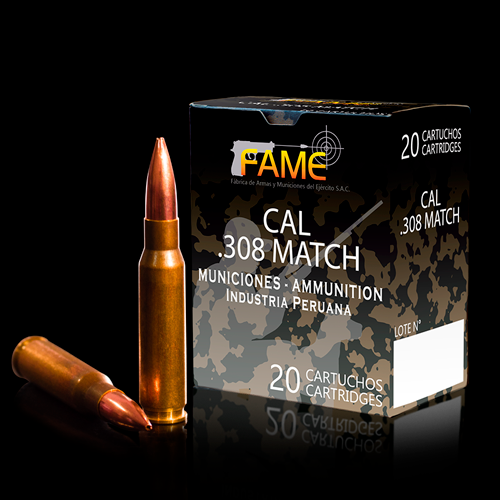 FAME
Fábrica de Armas y Municiones del Ejército S.A.C.
CAL
.308 MATCH
MUNICIONES - AMMUNITION
INDUSTRIA PERUANA
20 CARTUCHOS
CARTRIDGES
20 CARTUCHOS
CARTRIDGES
CAL
.308 MATCH
LOTE N°